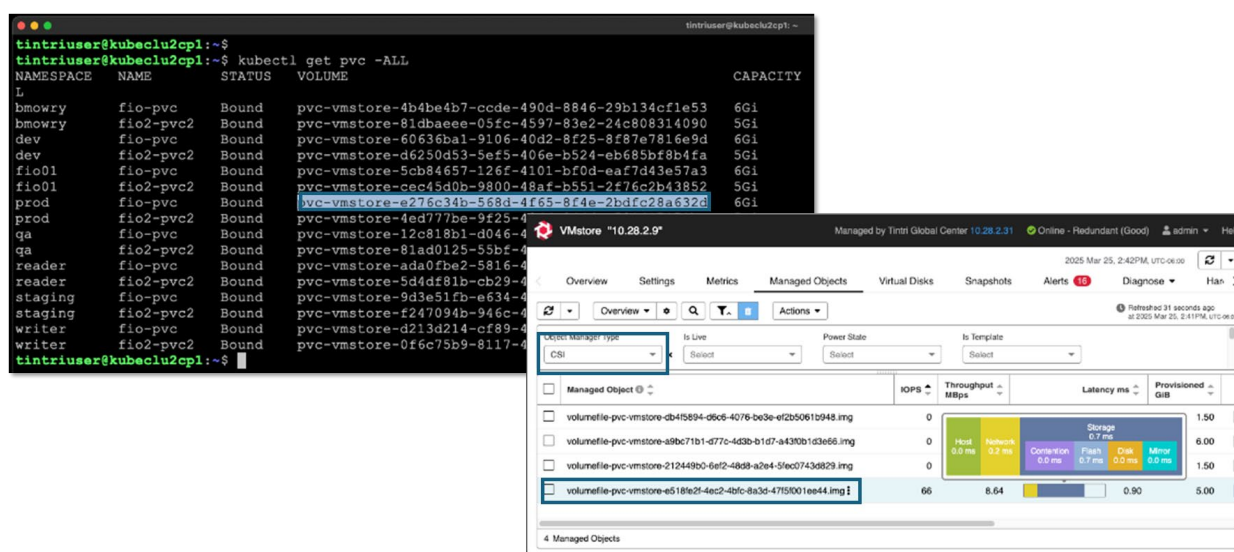 tintriuser@kubeclu2cp1: ~
tintriuser@kubeclu2cp1:~$
tintriuser@kubeclu2cp1:~$ kubectl get pvc -ALL
NAMESPACE NAME STATUS VOLUME CAPACITY
L
bmowry fio-pvc Bound pvc-vmstore-4b4be4b7-ccde-490d-8846-29b134cf1e53 6Gi
bmowry fio2-pvc2 Bound pvc-vmstore-81dbaeee-05fc-4597-83e2-24c808314090 5Gi
dev fio-pvc Bound pvc-vmstore-60636ba1-9106-40d2-8f25-8f87e7816e9d 6Gi
dev fio2-pvc2 Bound pvc-vmstore-d6250d53-5ef5-406e-b524-eb685bf8b4fa 5Gi
fio01 fio-pvc Bound pvc-vmstore-5cb84657-126f-4101-bf0d-eaf7d43e57a3 6Gi
fio01 fio2-pvc2 Bound pvc-vmstore-cec45d0b-9800-48af-b551-2f76c2b43852 5Gi
prod fio-pvc Bound pvc-vmstore-e276c34b-568d-4f65-8f4e-2bdfc28a632d 6Gi
prod fio2-pvc2 Bound pvc-vmstore-4ed777be-9f25-4
qa fio-pvc Bound pvc-vmstore-12c818b1-d046-4
qa fio2-pvc2 Bound pvc-vmstore-81ad0125-55bf-4
reader fio-pvc Bound pvc-vmstore-ada0fbe2-5816-4
reader fio2-pvc2 Bound pvc-vmstore-5d4df81b-cb29-4
staging fio-pvc Bound pvc-vmstore-9d3e51fb-e634-4
staging fio2-pvc2 Bound pvc-vmstore-f247094b-946c-4
writer fio-pvc Bound pvc-vmstore-d213d214-cf89-4
writer fio2-pvc2 Bound pvc-vmstore-0f6c75b9-8117-4
tintriuser@kubeclu2cp1:~$
VMstore "10.28.2.9" Managed by Tintri Global Center 10.28.2.31 Online - Redundant (Good) admin
2025 Mar 25, 2:42PM, UTC-06:00
Overview Settings Metrics Managed Objects Virtual Disks Snapshots Alerts 16 Diagnose
Overview Actions Refreshed 31 seconds ago
at 2025 Mar 25, 2:41PM,
Object Manager Type Is Live Power State Is Template
CSI Select Select Select
Managed Object IOPS Throughput MBps Latency ms Provisioned GiB
volumefile-pvc-vmstore-db4f5894-d6c6-4076-be3e-ef2b5061b948.img 0 1.50
volumefile-pvc-vmstore-a9bc71b1-d77c-4d3b-b1d7-a43f0b1d3e66.img 0 6.00
volumefile-pvc-vmstore-212449b0-6ef2-48d8-a2e4-5fec0743d829.img 0 1.50
Storage
0.7 ms
Host Network Contention Flash Disk Mirror
0.0 ms 0.2 ms 0.0 ms 0.7 ms 0.0 ms 0.0 ms
volumefile-pvc-vmstore-e518fe2f-4ec2-4bfc-8a3d-47f5f001ee44.img 66 8.64 0.90 5.00
4 Managed Objects